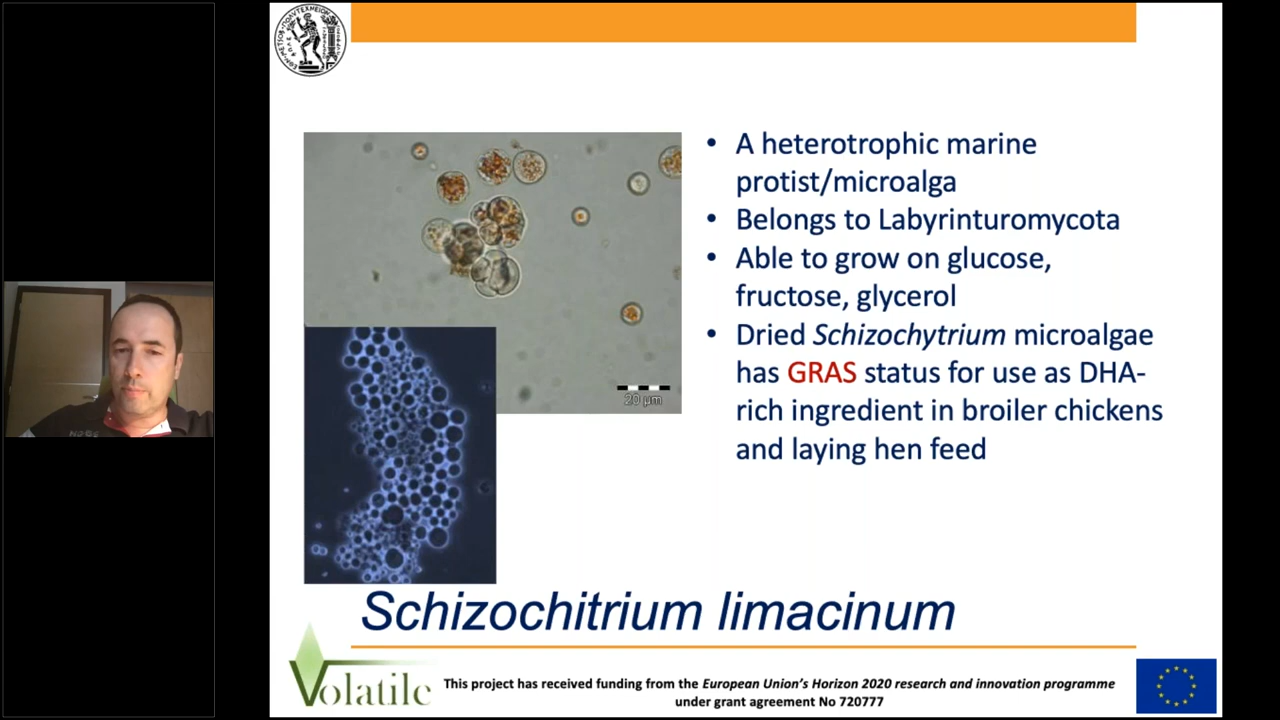 • A heterotrophic marine
protist/microalga
• Belongs to Labyrinturomycota
• Able to grow on glucose,
fructose, glycerol
• Dried Schizochytrium microalgae
has GRAS status for use as DHA-
rich ingredient in broiler chickens
and laying hen feed
20 µm
Schizochitrium limacinum
Volatile
This project has received funding from the European Union's Horizon 2020 research and innovation programme
under grant agreement No 720777